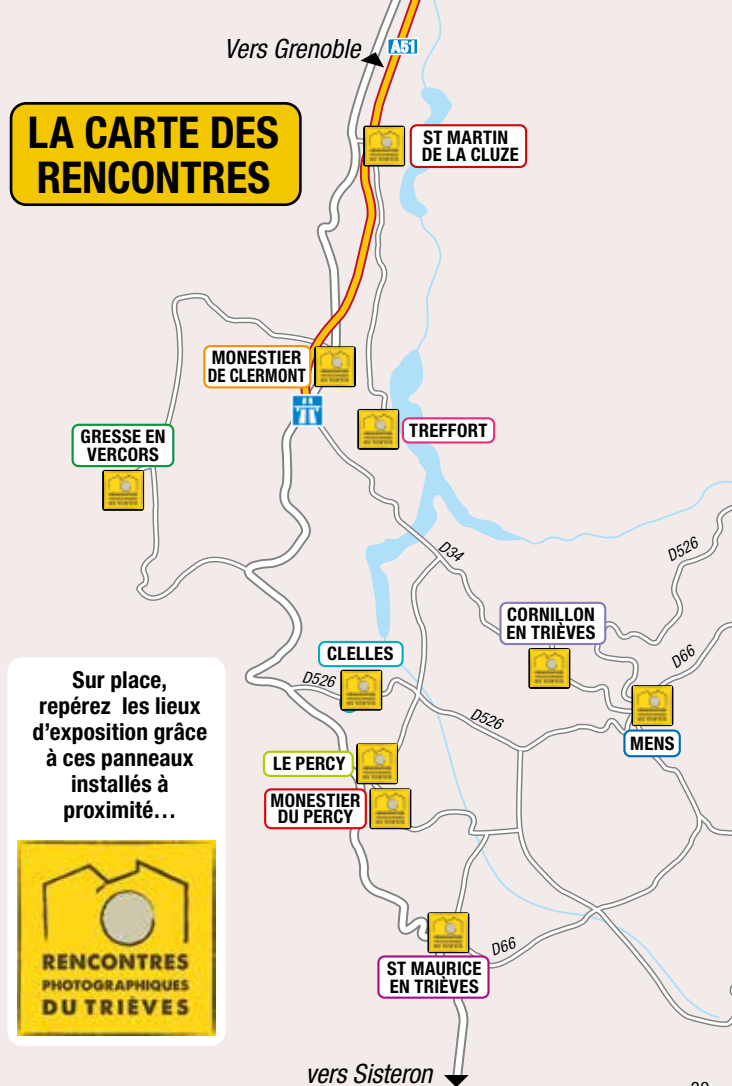 Vers Grenoble
A51
LA CARTE DES
RENCONTRES
ST MARTIN
DE LA CLUZE
MONESTIER
DE CLERMONT
TREFFORT
GRESSE EN
VERCORS
D34
D526
CORNILLON
EN TRIÈVES
CLELLES
D526
D66
D526
MENS
Sur place,
repérez les lieux
d'exposition grâce
à ces panneaux
installés à
proximité...
LE PERCY
MONESTIER
DU PERCY
RENCONTRES
PHOTOGRAPHIQUES
DU TRIÈVES
D66
ST MAURICE
EN TRIÈVES
vers Sisteron